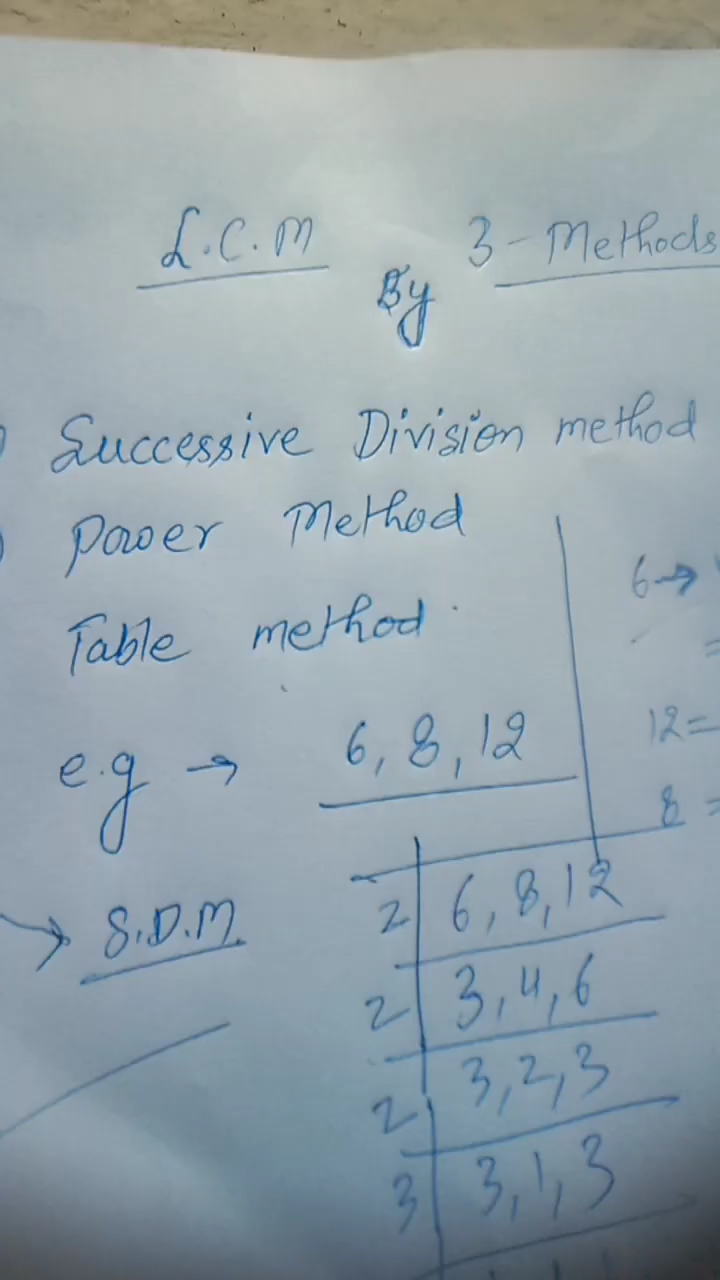 L.C.M By 3-Methods
Successive Division method
Power Method
Table method.
6→
e.g → 6, 8, 12
12=
8 =
→ S.D.M.
2 | 6, 8, 12
2 | 3, 4, 6
2 | 3, 2, 3
3 | 3, 1, 3